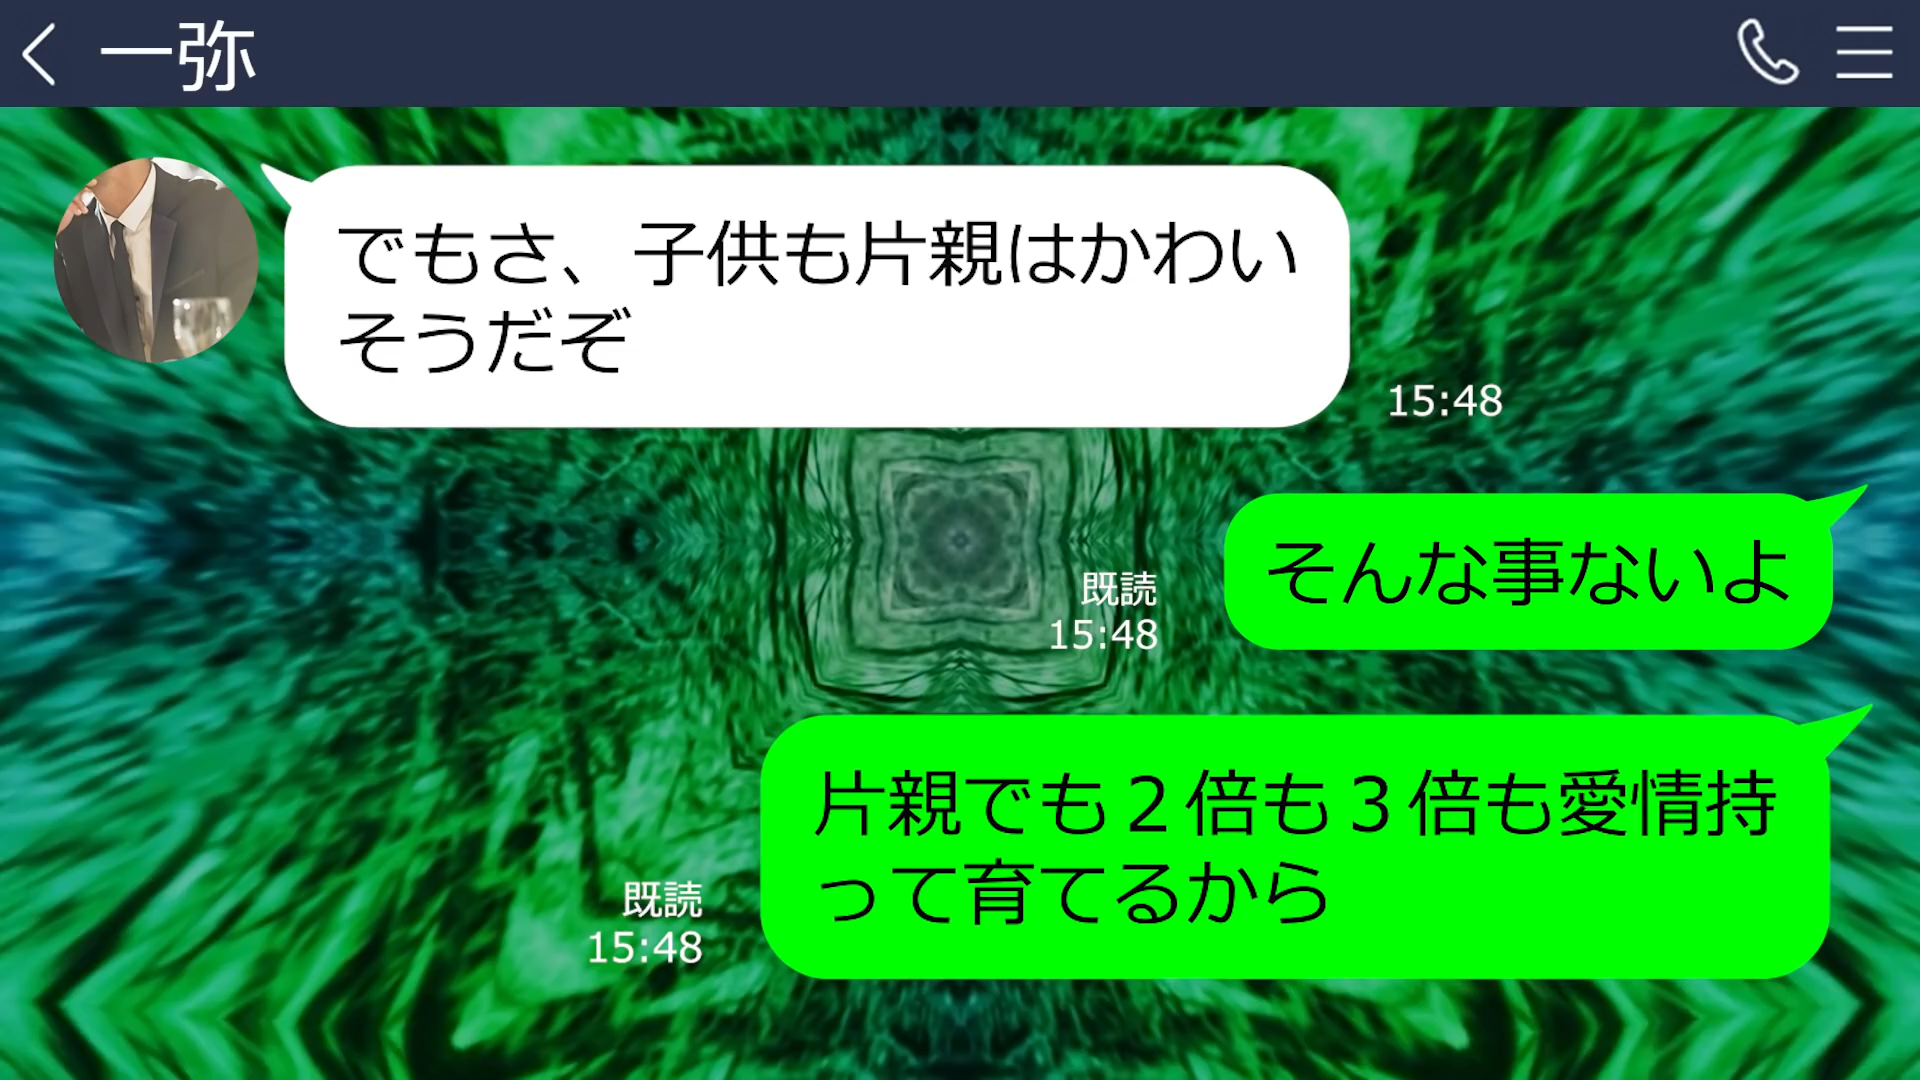 一弥
でもさ、子供も片親はかわい
そうだぞ
15:48
そんな事ないよ
既読
15:48
片親でも２倍も３倍も愛情持
って育てるから
既読
15:48